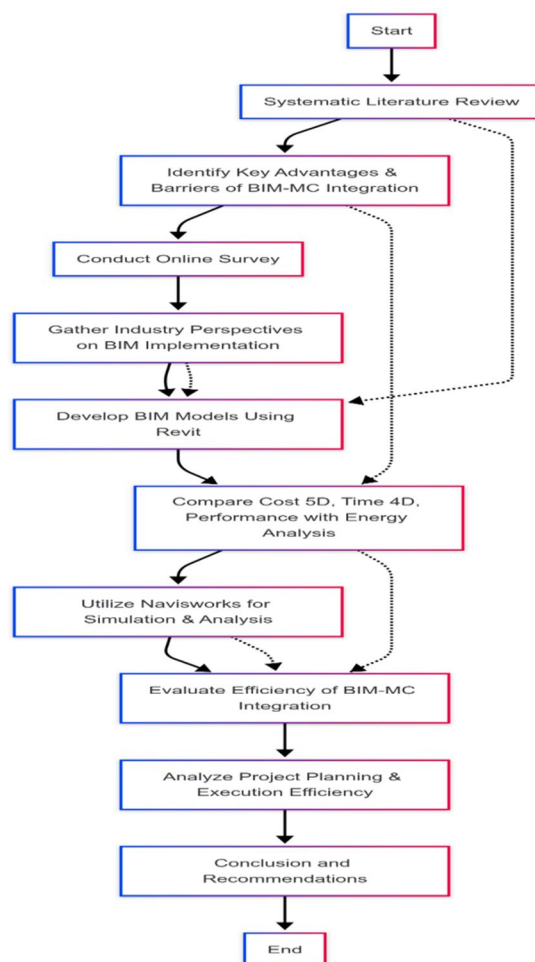 Start
Systematic Literature Review
Identify Key Advantages &
Barriers of BIM-MC Integration
Conduct Online Survey
Gather Industry Perspectives
on BIM Implementation
Develop BIM Models Using
Revit
Compare Cost 5D, Time 4D,
Performance with Energy
Analysis
Utilize Navisworks for
Simulation & Analysis
Evaluate Efficiency of BIM-MC
Integration
Analyze Project Planning &
Execution Efficiency
Conclusion and
Recommendations
End